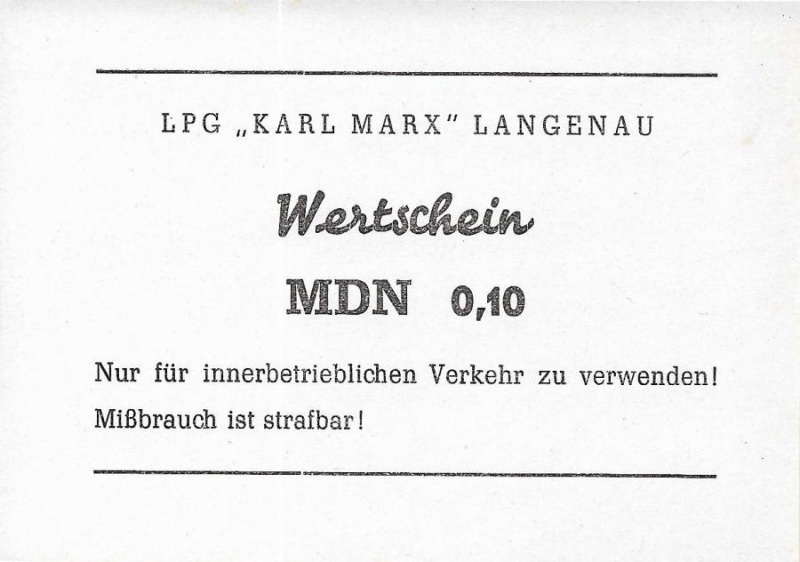 LPG „KARL MARX" LANGENAU
Wertschein
MDN 0,10
Nur für innerbetrieblichen Verkehr zu verwenden!
Mißbrauch ist strafbar!